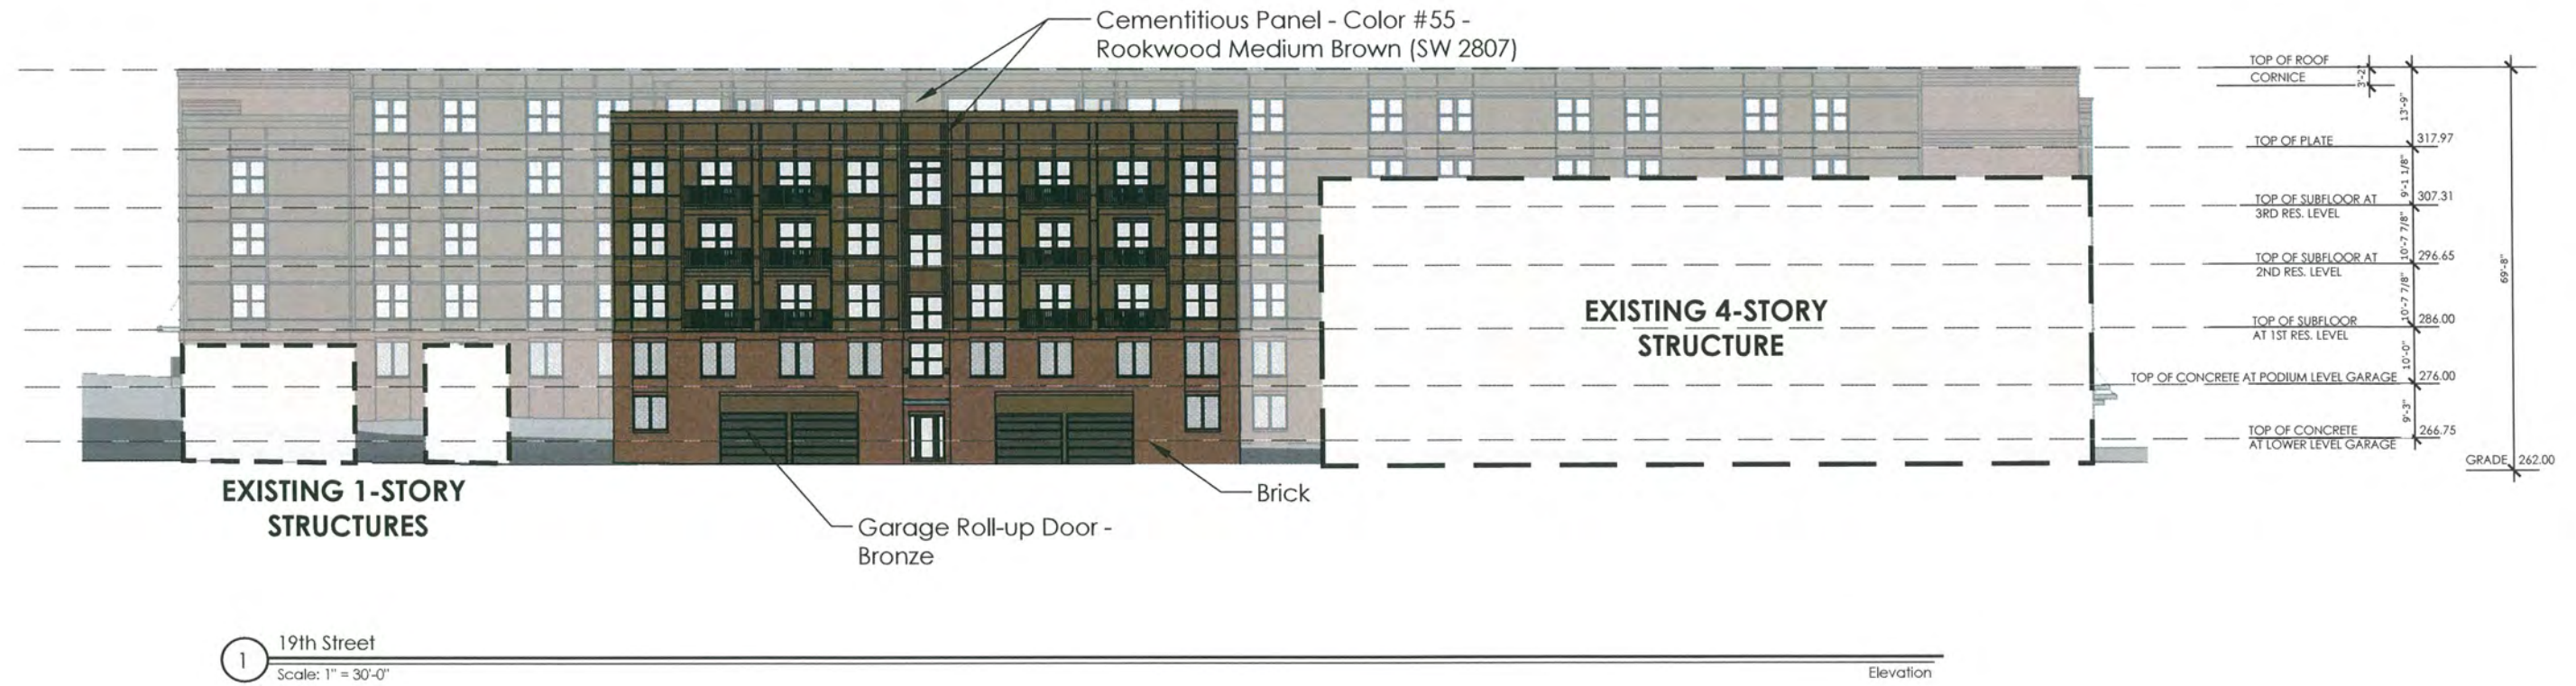 Cementitious Panel - Color #55 -
Rookwood Medium Brown (SW 2807)
TOP OF ROOF
CORNICE
3'-2"
13'-9"
TOP OF PLATE
317.97
9'-1 1/8"
TOP OF SUBFLOOR AT
3RD RES. LEVEL
307.31
10'-7 7/8"
TOP OF SUBFLOOR AT
2ND RES. LEVEL
296.65
69'-8"
10'-7 7/8"
EXISTING 4-STORY
STRUCTURE
TOP OF SUBFLOOR
AT 1ST RES. LEVEL
286.00
10'-0"
TOP OF CONCRETE AT PODIUM LEVEL GARAGE
276.00
9'-3"
TOP OF CONCRETE
AT LOWER LEVEL GARAGE
266.75
GRADE
262.00
EXISTING 1-STORY
STRUCTURES
Brick
Garage Roll-up Door -
Bronze
1
19th Street
Scale: 1" = 30'-0"
Elevation